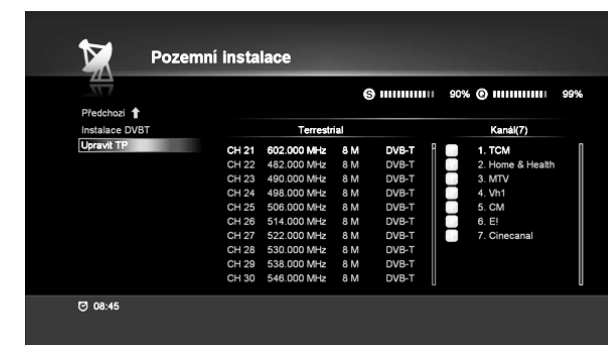 Pozemní instalace
S 90% Q 99%
Předchozi
Instalace DVBT
Upravit TP
Terrestrial
CH 21 602.000 MHz 8 M DVB-T
CH 22 482.000 MHz 8 M DVB-T
CH 23 490.000 MHz 8 M DVB-T
CH 24 498.000 MHz 8 M DVB-T
CH 25 506.000 MHz 8 M DVB-T
CH 26 514.000 MHz 8 M DVB-T
CH 27 522.000 MHz 8 M DVB-T
CH 28 530.000 MHz 8 M DVB-T
CH 29 538.000 MHz 8 M DVB-T
CH 30 546.000 MHz 8 M DVB-T
Kanál(7)
1. TCM
2. Home & Health
3. MTV
4. Vh1
5. CM
6. E!
7. Cinecanal
08:45